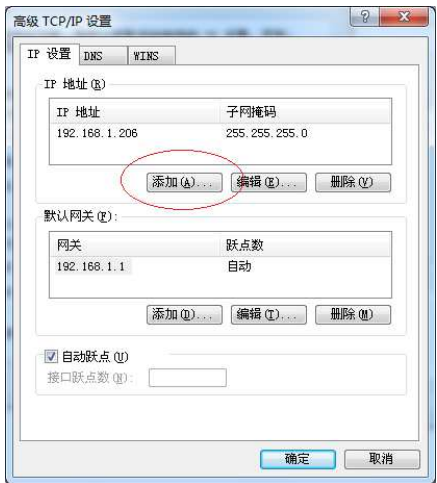 高级 TCP/IP 设置
IP 设置 DNS WINS
IP 地址(R)
IP 地址 子网掩码
192.168.1.206 255.255.255.0
添加(A)... 编辑(E)... 删除(V)
默认网关(F):
网关 跃点数
192.168.1.1 自动
添加(D)... 编辑(T)... 删除(M)
自动跃点(U)
接口跃点数(N):
确定 取消